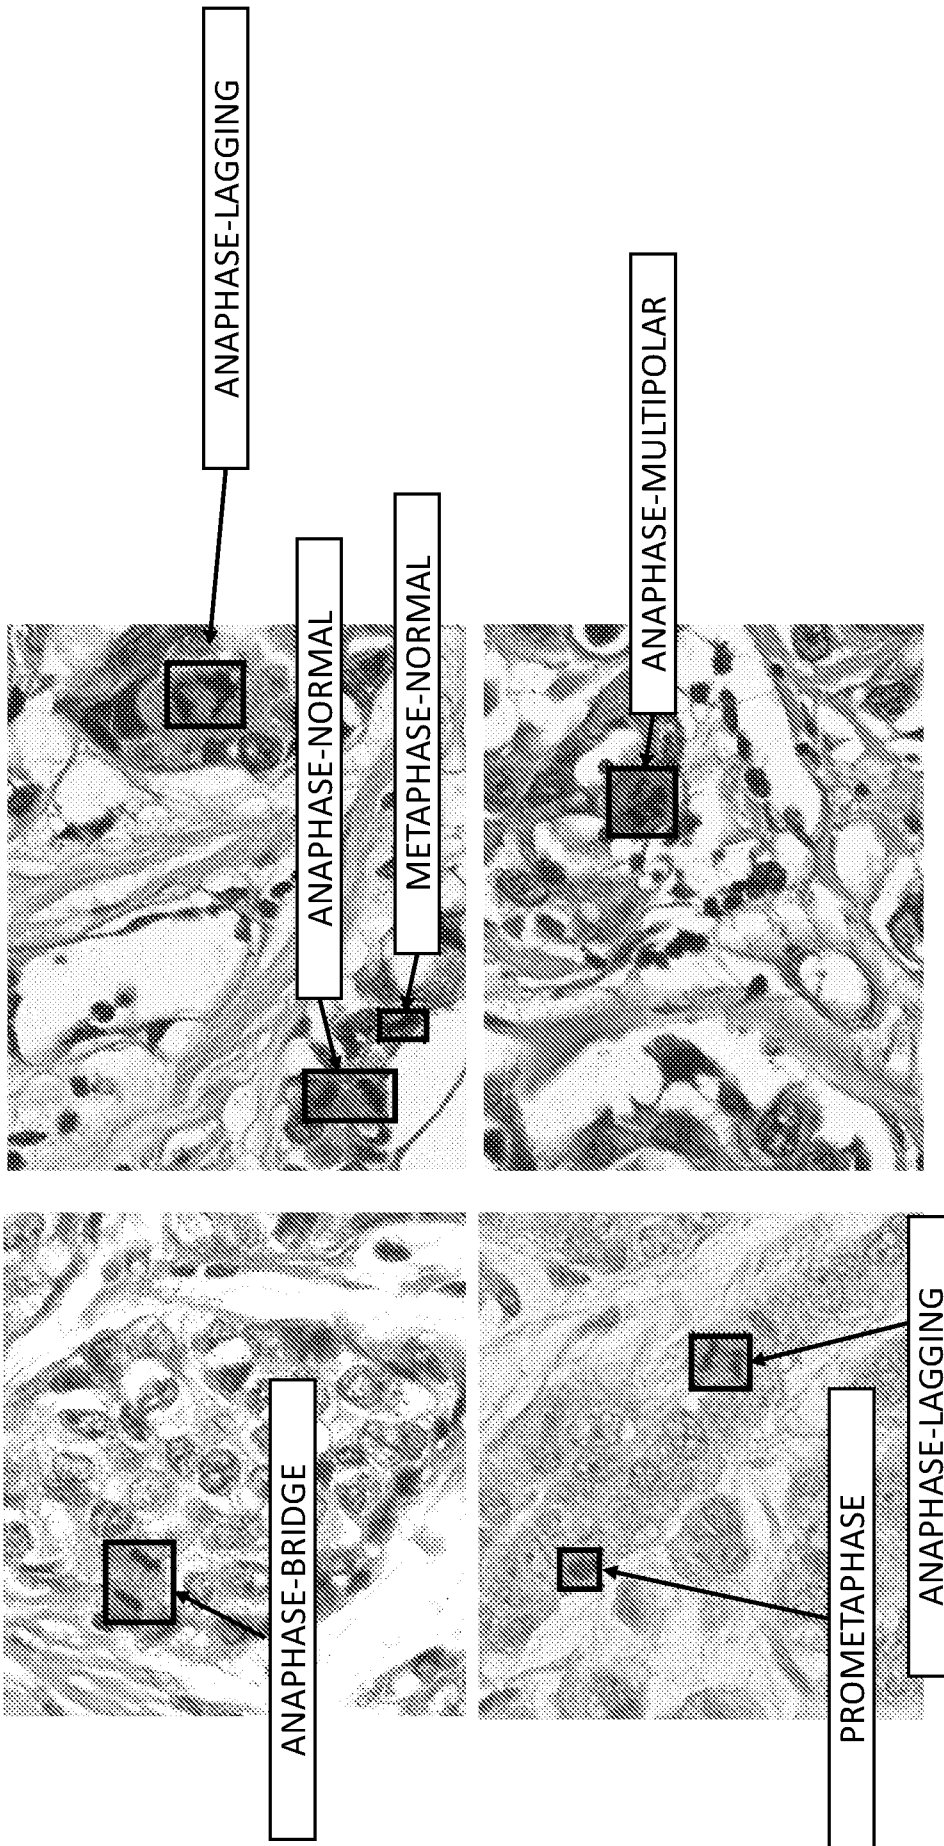 ANAPHASE-BRIDGE
PROMETAPHASE
ANAPHASE-LAGGING
ANAPHASE-NORMAL
METAPHASE-NORMAL
ANAPHASE-LAGGING
ANAPHASE-MULTIPOLAR